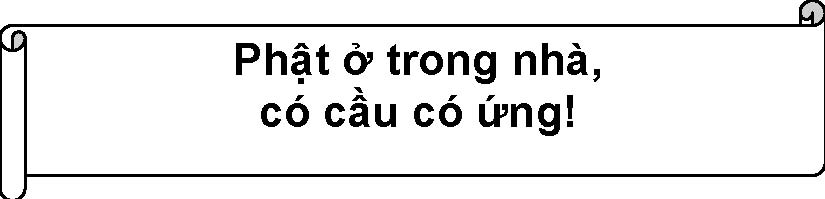 Phật ở trong nhà,
có cầu có ứng!